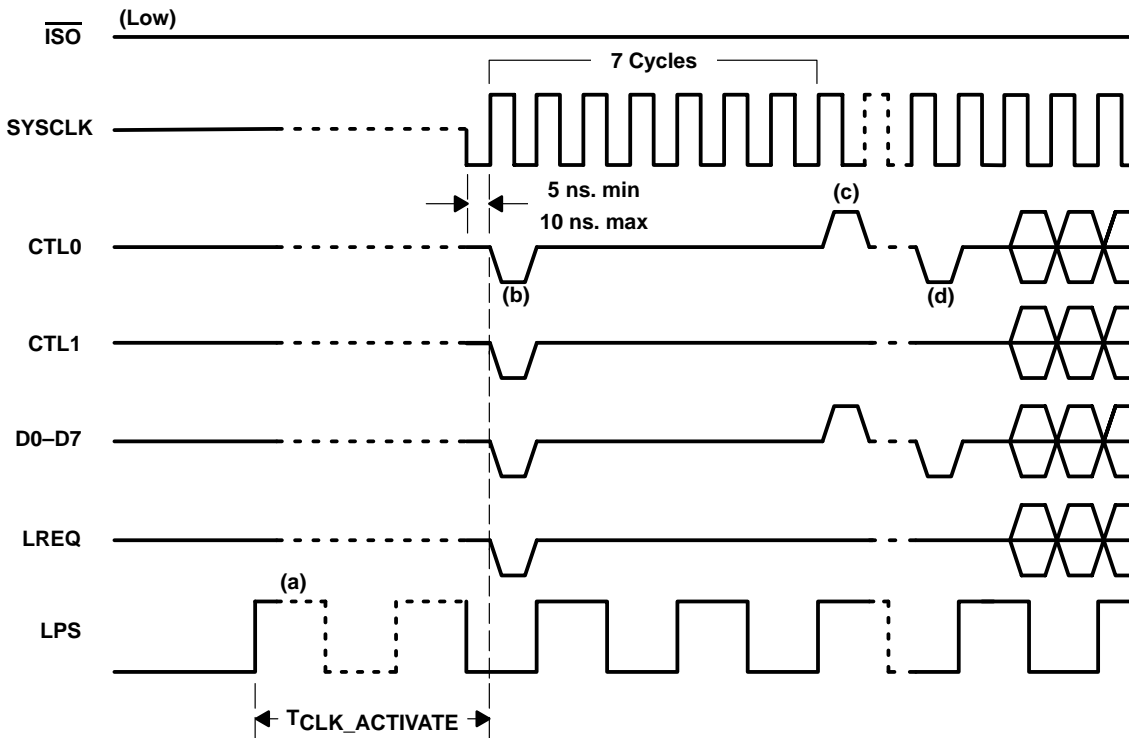 (Low)
ISO
7 Cycles
SYSCLK
5 ns. min
10 ns. max
(c)
CTL0
(b)
(d)
CTL1
D0–D7
LREQ
(a)
LPS
TCLK_ACTIVATE